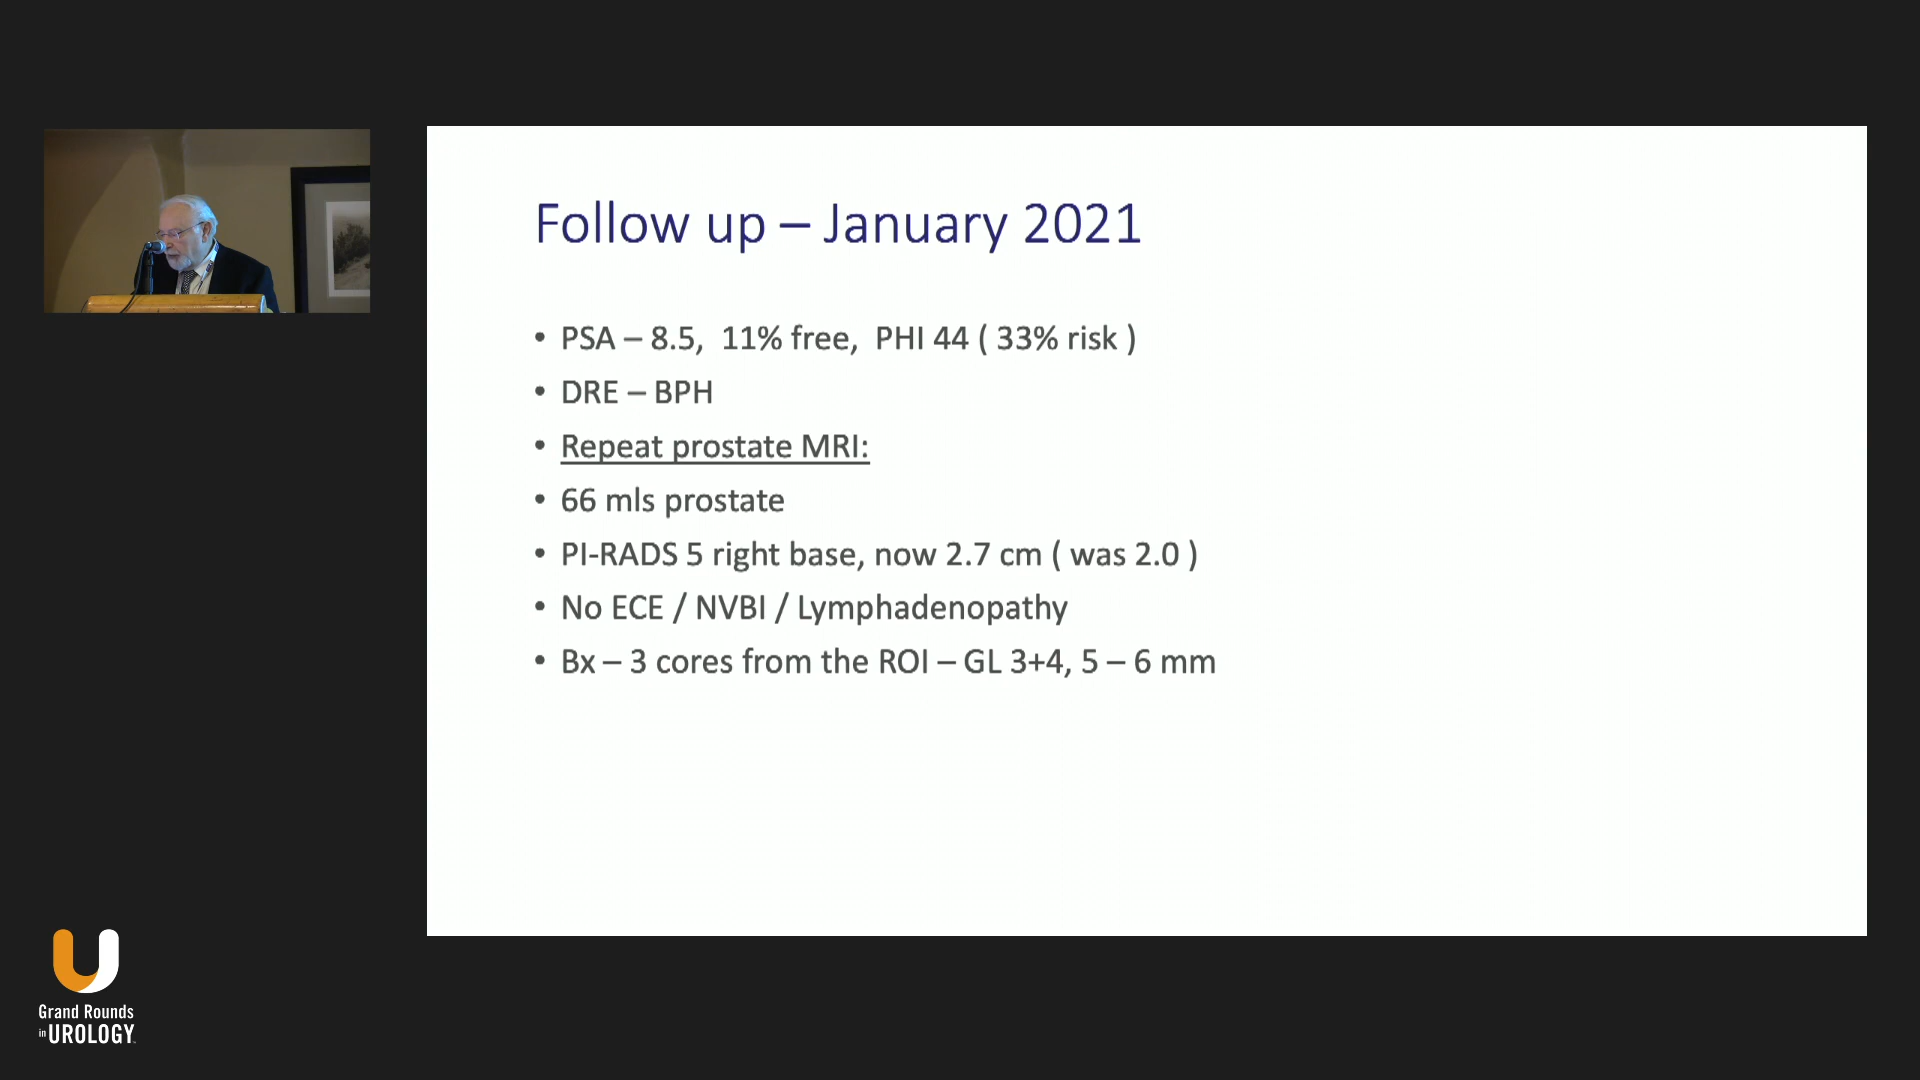 Follow up – January 2021
• PSA – 8.5, 11% free, PHI 44 ( 33% risk )
• DRE – BPH
• Repeat prostate MRI:
• 66 mls prostate
• PI-RADS 5 right base, now 2.7 cm ( was 2.0 )
• No ECE / NVBI / Lymphadenopathy
• Bx – 3 cores from the ROI – GL 3+4, 5 – 6 mm
Grand Rounds
in UROLOGY